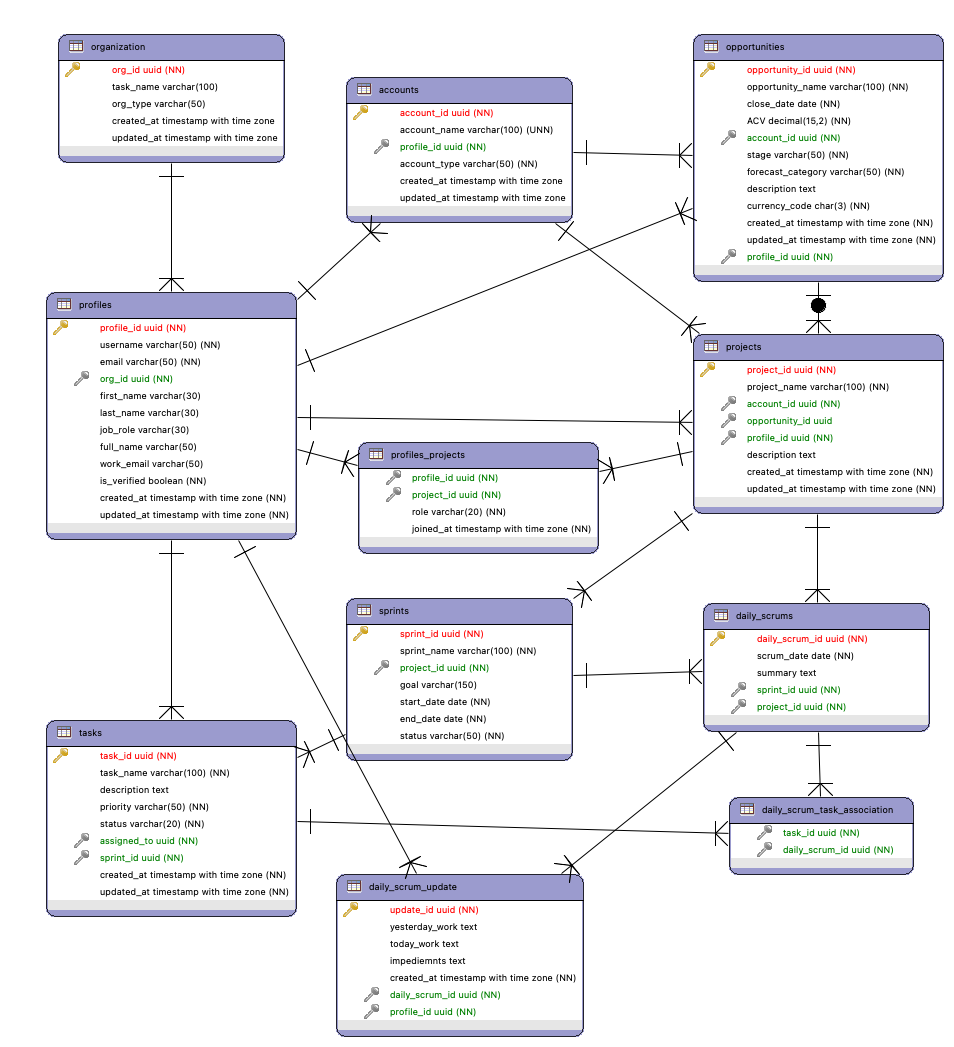 organization
org_id uuid (NN)
task_name varchar(100)
org_type varchar(50)
created_at timestamp with time zone
updated_at timestamp with time zone
accounts
account_id uuid (NN)
account_name varchar(100) (UNN)
profile_id uuid (NN)
account_type varchar(50) (NN)
created_at timestamp with time zone
updated_at timestamp with time zone
opportunities
opportunity_id uuid (NN)
opportunity_name varchar(100) (NN)
close_date date (NN)
ACV decimal(15,2) (NN)
account_id uuid (NN)
stage varchar(50) (NN)
forecast_category varchar(50) (NN)
description text
currency_code char(3) (NN)
created_at timestamp with time zone (NN)
updated_at timestamp with time zone (NN)
profile_id uuid (NN)
profiles
profile_id uuid (NN)
username varchar(50) (NN)
email varchar(50) (NN)
org_id uuid (NN)
first_name varchar(30)
last_name varchar(30)
job_role varchar(30)
full_name varchar(50)
work_email varchar(50)
is_verified boolean (NN)
created_at timestamp with time zone (NN)
updated_at timestamp with time zone (NN)
projects
project_id uuid (NN)
project_name varchar(100) (NN)
account_id uuid (NN)
opportunity_id uuid
profile_id uuid (NN)
description text
created_at timestamp with time zone (NN)
updated_at timestamp with time zone (NN)
profiles_projects
profile_id uuid (NN)
project_id uuid (NN)
role varchar(20) (NN)
joined_at timestamp with time zone (NN)
sprints
sprint_id uuid (NN)
sprint_name varchar(100) (NN)
project_id uuid (NN)
goal varchar(150)
start_date date (NN)
end_date date (NN)
status varchar(50) (NN)
daily_scrums
daily_scrum_id uuid (NN)
scrum_date date (NN)
summary text
sprint_id uuid (NN)
project_id uuid (NN)
tasks
task_id uuid (NN)
task_name varchar(100) (NN)
description text
priority varchar(50) (NN)
status varchar(20) (NN)
assigned_to uuid (NN)
sprint_id uuid (NN)
created_at timestamp with time zone (NN)
updated_at timestamp with time zone (NN)
daily_scrum_task_association
task_id uuid (NN)
daily_scrum_id uuid (NN)
daily_scrum_update
update_id uuid (NN)
yesterday_work text
today_work text
impediemnts text
created_at timestamp with time zone (NN)
daily_scrum_id uuid (NN)
profile_id uuid (NN)